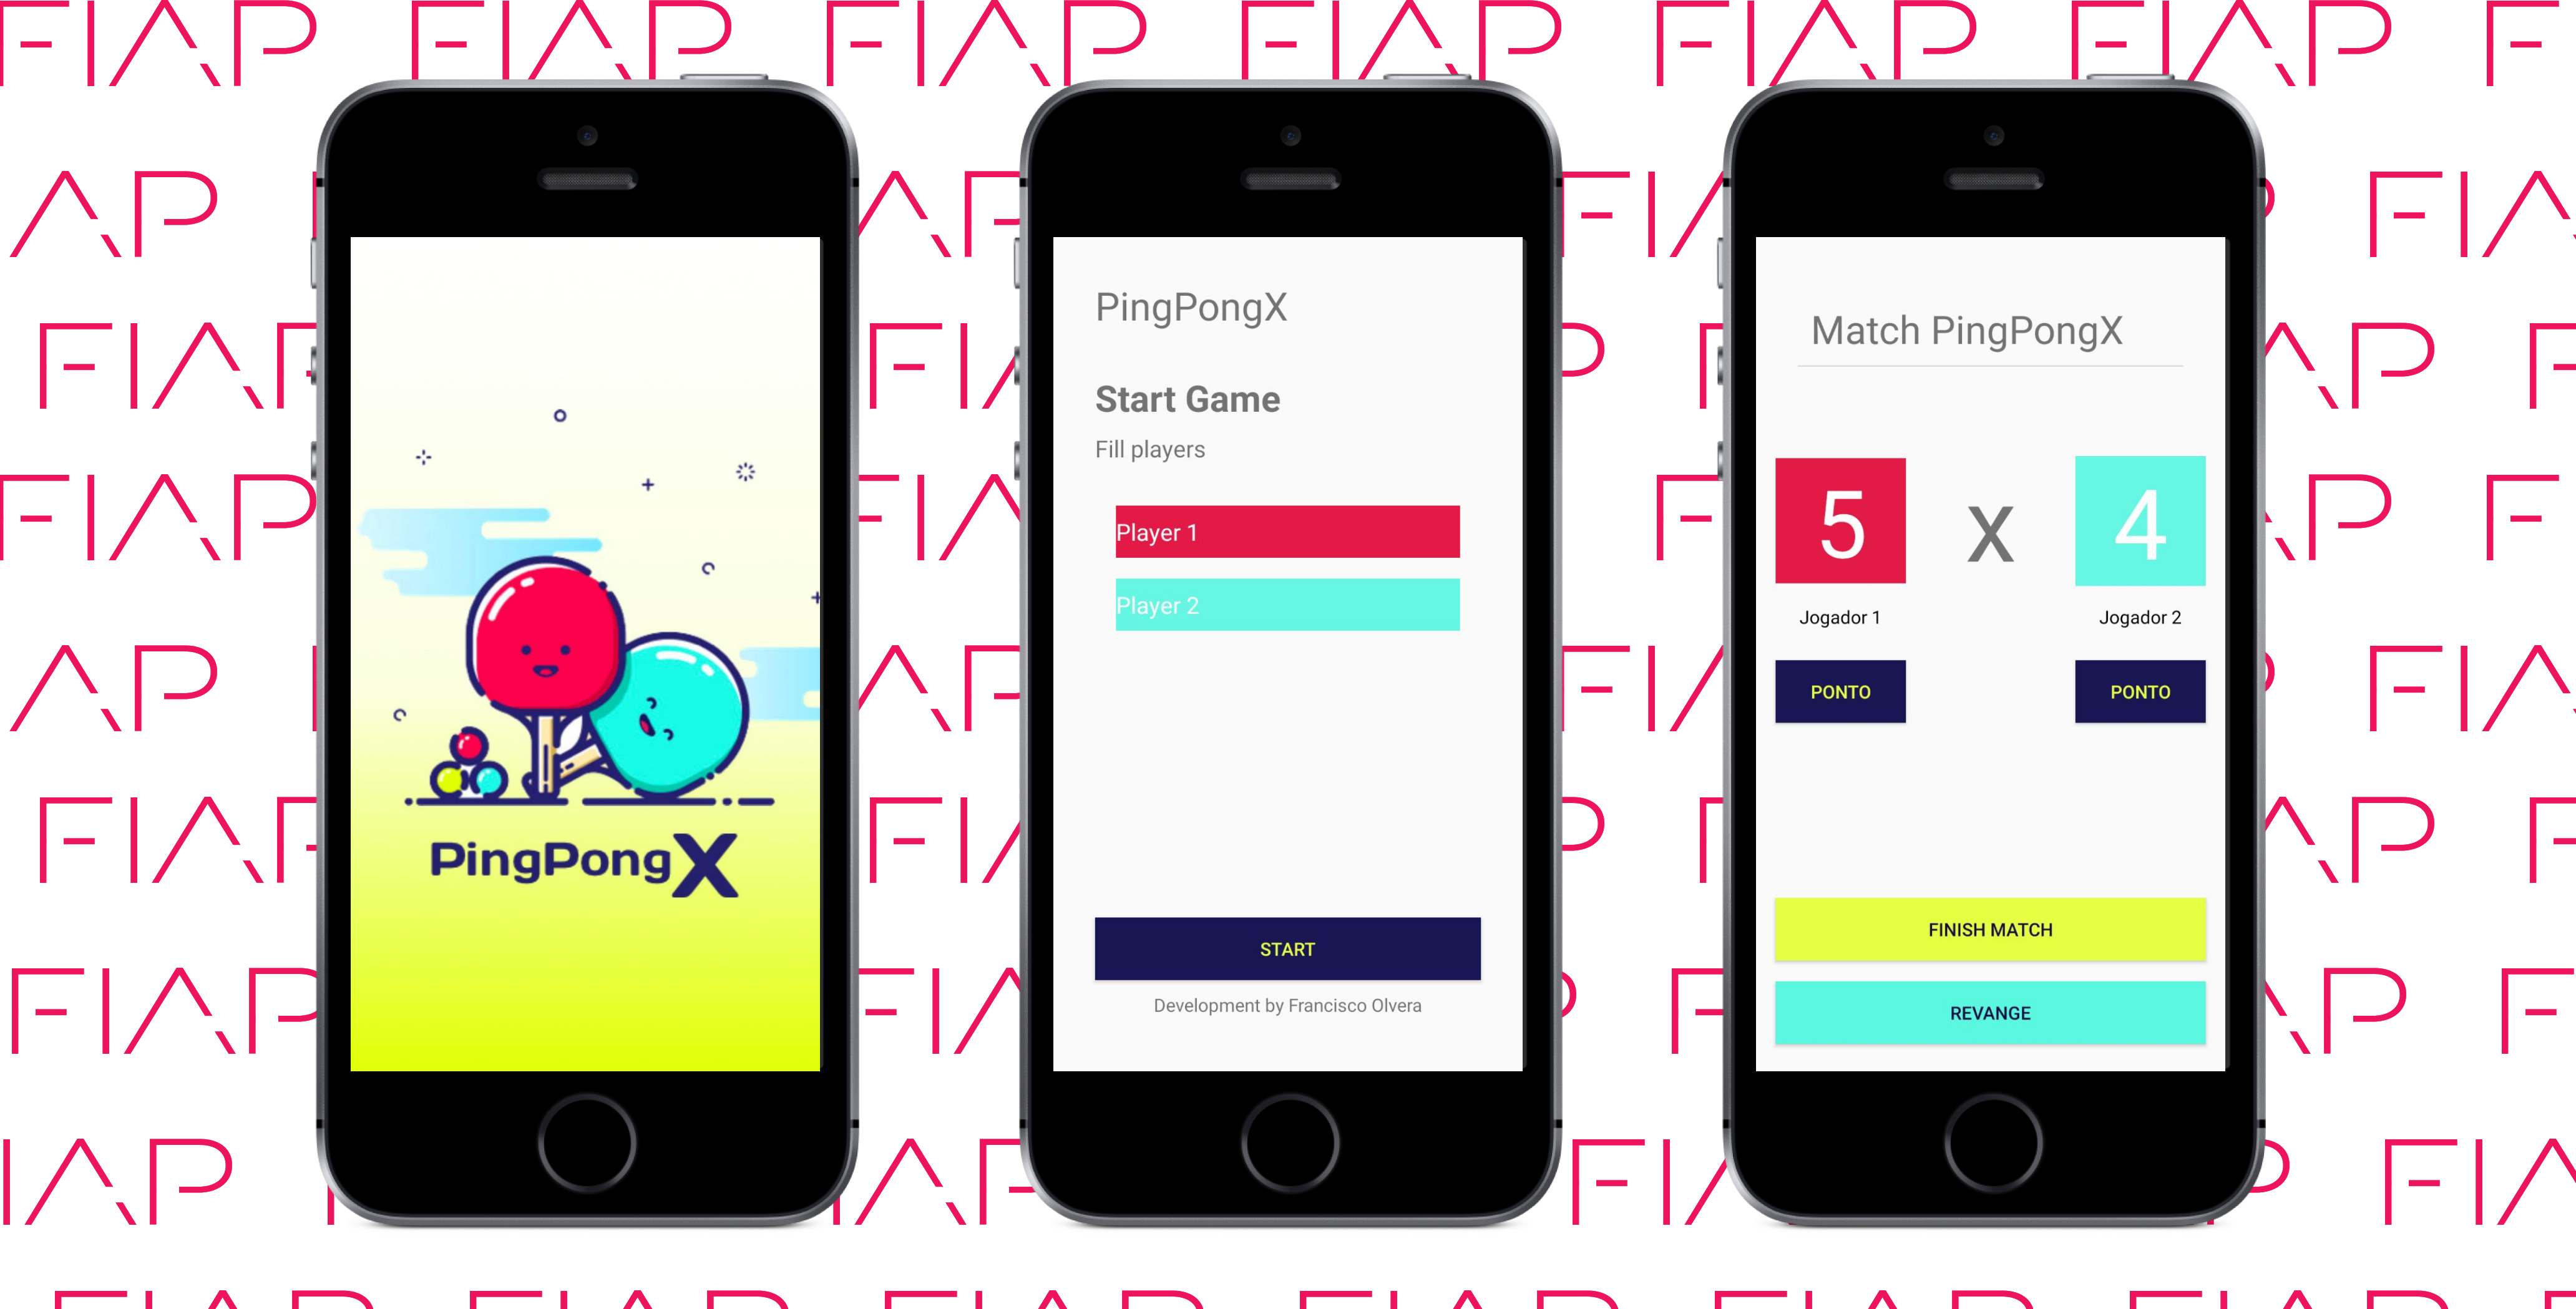 FIAP FIAP FIAP FIAP FIAP FIAP F
PingPongX
PingPongX
Start Game
Fill players
Player 1
Player 2
START
Development by Francisco Olvera
Match PingPongX
5 X 4
Jogador 1 Jogador 2
PONTO PONTO
FINISH MATCH
REVANGE